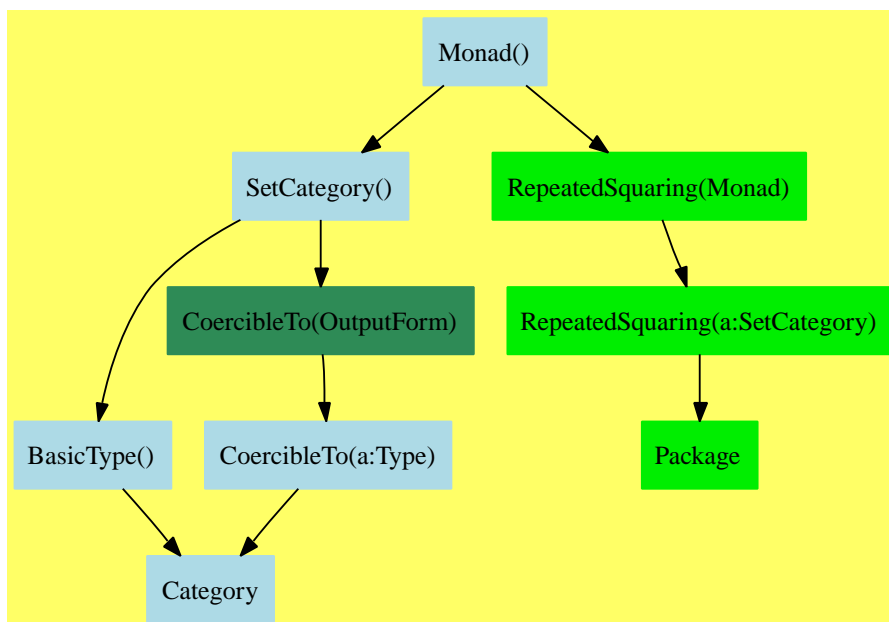 Monad()
SetCategory()
RepeatedSquaring(Monad)
CoercibleTo(OutputForm)
RepeatedSquaring(a:SetCategory)
BasicType()
CoercibleTo(a:Type)
Package
Category